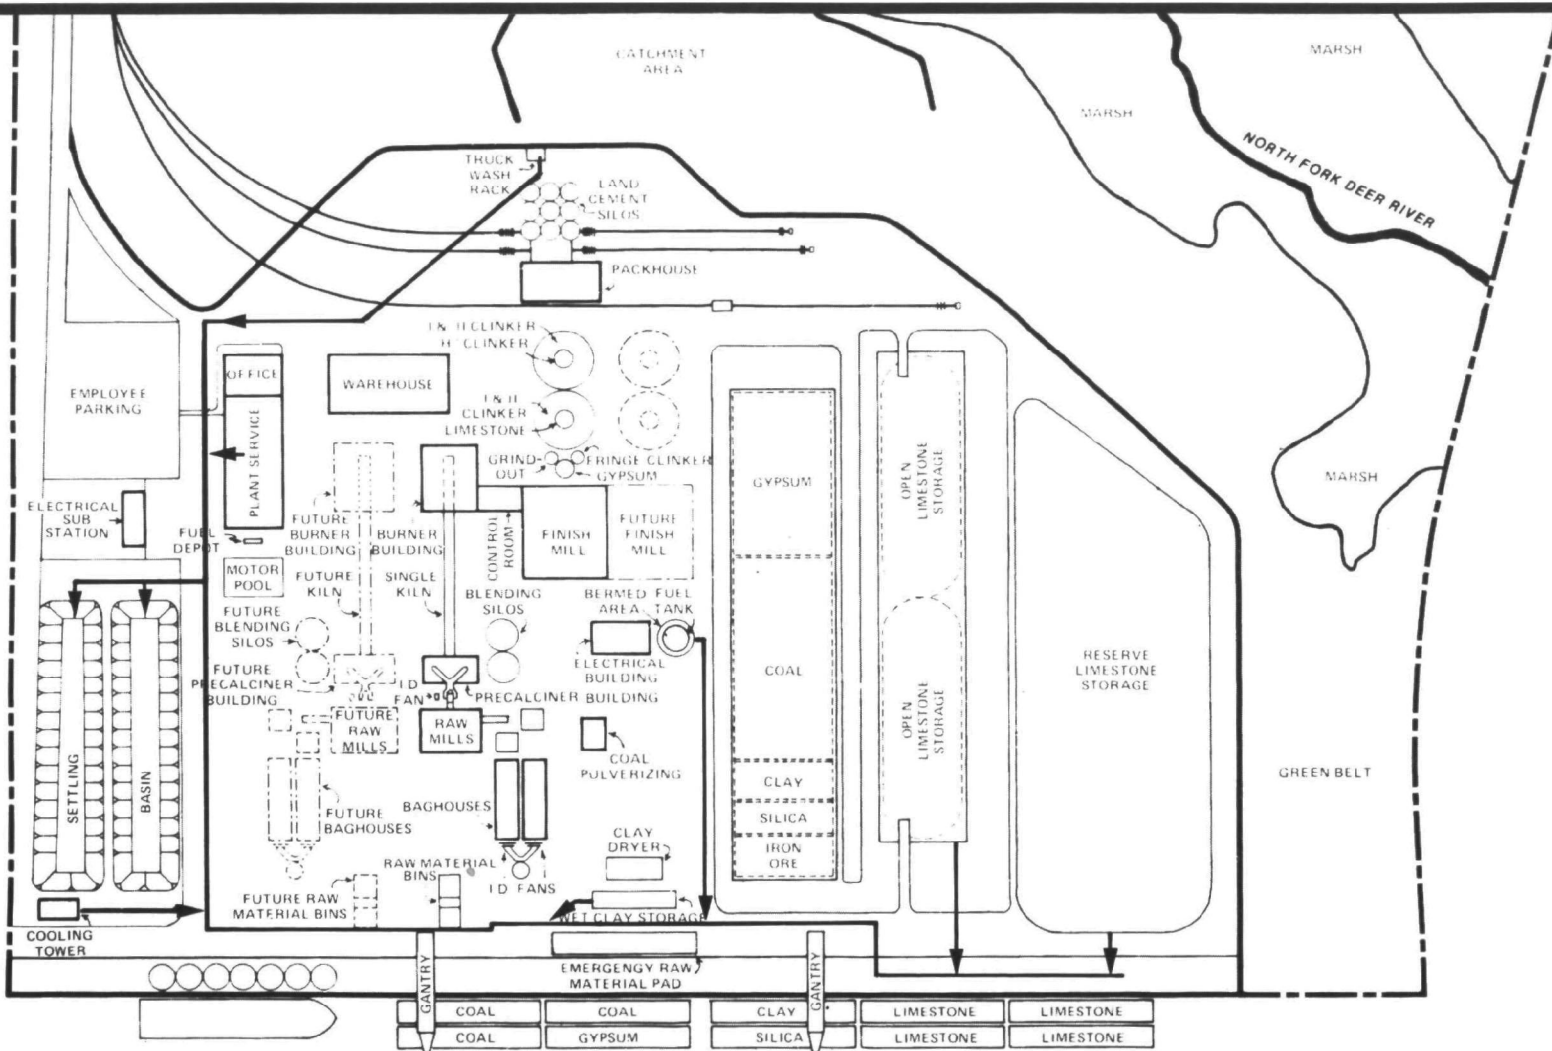 CATCHMENT
AREA
MARSH
MARSH
NORTH FORK DEER RIVER
TRUCK
WASH
RACK
LAND
CEMENT
SILOS
PACKHOUSE
I & II CLINKER
"H" CLINKER
OFFICE
WAREHOUSE
EMPLOYEE
PARKING
I & II
CLINKER
LIMESTONE
PLANT SERVICE
GRIND-
OUT
FRINGE CLINKER
GYPSUM
GYPSUM
OPEN
LIMESTONE
STORAGE
MARSH
ELECTRICAL
SUB
STATION
FUEL
DEPOT
FUTURE
BURNER
BUILDING
BURNER
BUILDING
CONTROL
ROOM
FINISH
MILL
FUTURE
FINISH
MILL
MOTOR
POOL
FUTURE
KILN
SINGLE
KILN
BLENDING
SILOS
BERMED
AREA
FUEL
TANK
FUTURE
BLENDING
SILOS
ELECTRICAL
BUILDING
COAL
RESERVE
LIMESTONE
STORAGE
FUTURE
PRECALCINER
BUILDING
I D
FAN
PRECALCINER BUILDING
FUTURE
RAW
MILLS
RAW
MILLS
OPEN
LIMESTONE
STORAGE
COAL
PULVERIZING
SETTLING
BASIN
CLAY
GREEN BELT
FUTURE
BAGHOUSES
BAGHOUSES
SILICA
CLAY
DRYER
IRON
ORE
RAW MATERIAL
BINS
I D FANS
FUTURE RAW
MATERIAL BINS
WET CLAY STORAGE
COOLING
TOWER
GANTRY
EMERGENGY RAW
MATERIAL PAD
GANTRY
COAL
COAL
CLAY
LIMESTONE
LIMESTONE
COAL
GYPSUM
SILICA
LIMESTONE
LIMESTONE